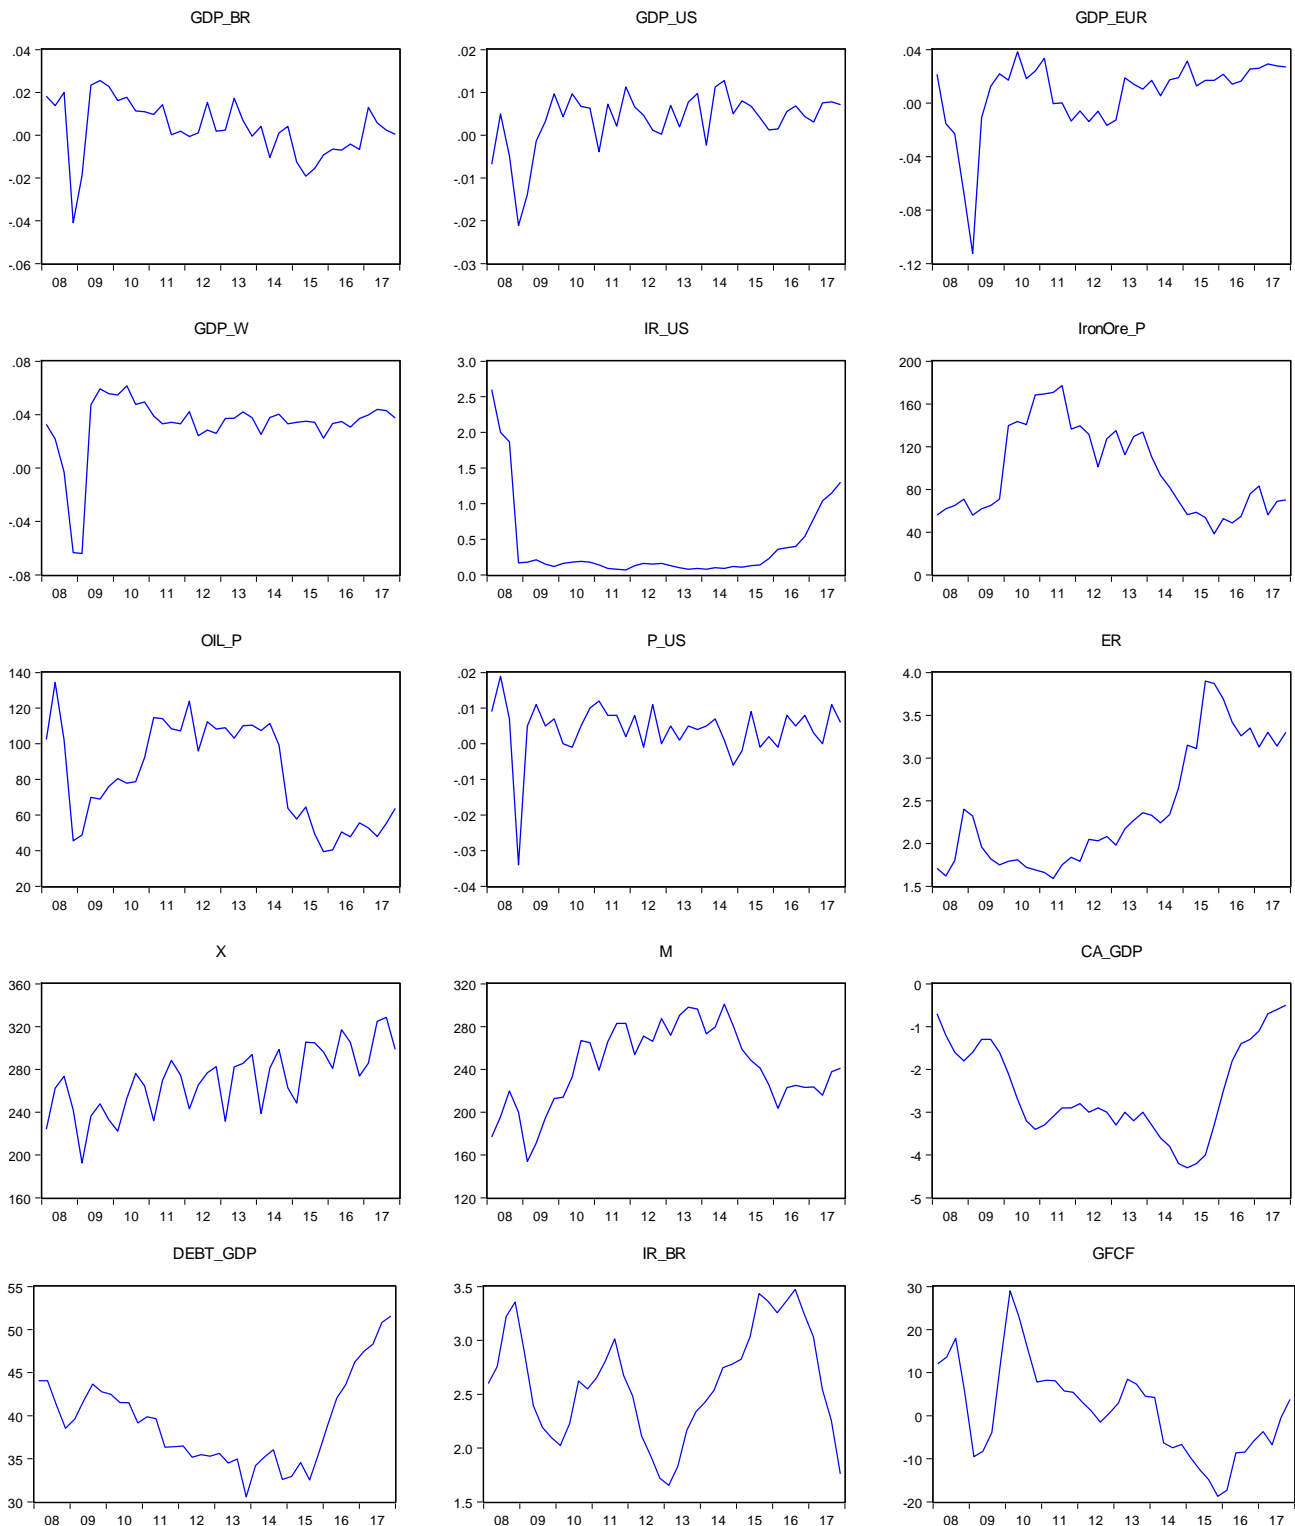 GDP_BR GDP_US GDP_EUR
.04 .02 .04
.02 .01 .00
.00 .00 -.04
-.02 -.01 -.08
-.04 -.02 -.12
-.06 -.03
08 09 10 11 12 13 14 15 16 17 08 09 10 11 12 13 14 15 16 17 08 09 10 11 12 13 14 15 16 17
GDP_W IR_US IronOre_P
.08 3.0 200
.04 2.5 160
.00 2.0 120
-.04 1.5 80
-.08 1.0 40
0.5 0
0.0
08 09 10 11 12 13 14 15 16 17 08 09 10 11 12 13 14 15 16 17 08 09 10 11 12 13 14 15 16 17
OIL_P P_US ER
140 .02 4.0
120 .01 3.5
100 .00 3.0
80 -.01 2.5
60 -.02 2.0
40 -.03 1.5
20 -.04
08 09 10 11 12 13 14 15 16 17 08 09 10 11 12 13 14 15 16 17 08 09 10 11 12 13 14 15 16 17
X M CA_GDP
360 320 0
320 280 -1
280 240 -2
240 200 -3
200 160 -4
160 120 -5
08 09 10 11 12 13 14 15 16 17 08 09 10 11 12 13 14 15 16 17 08 09 10 11 12 13 14 15 16 17
DEBT_GDP IR_BR GFCF
55 3.5 30
50 3.0 20
45 2.5 10
40 2.0 0
35 1.5 -10
30 -20
08 09 10 11 12 13 14 15 16 17 08 09 10 11 12 13 14 15 16 17 08 09 10 11 12 13 14 15 16 17